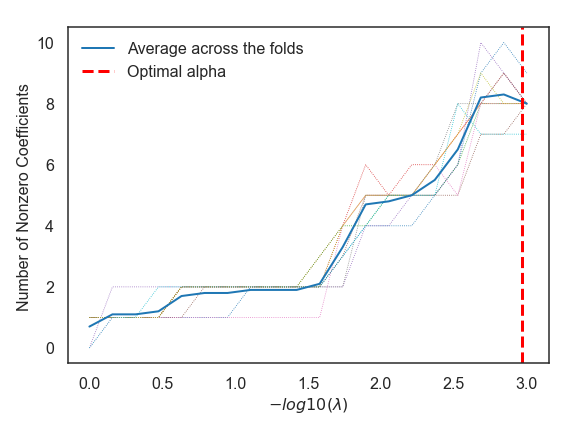 Average across the folds
Optimal alpha
Number of Nonzero Coefficients
10
8
6
4
2
0
0.0 0.5 1.0 1.5 2.0 2.5 3.0
−log10(λ)